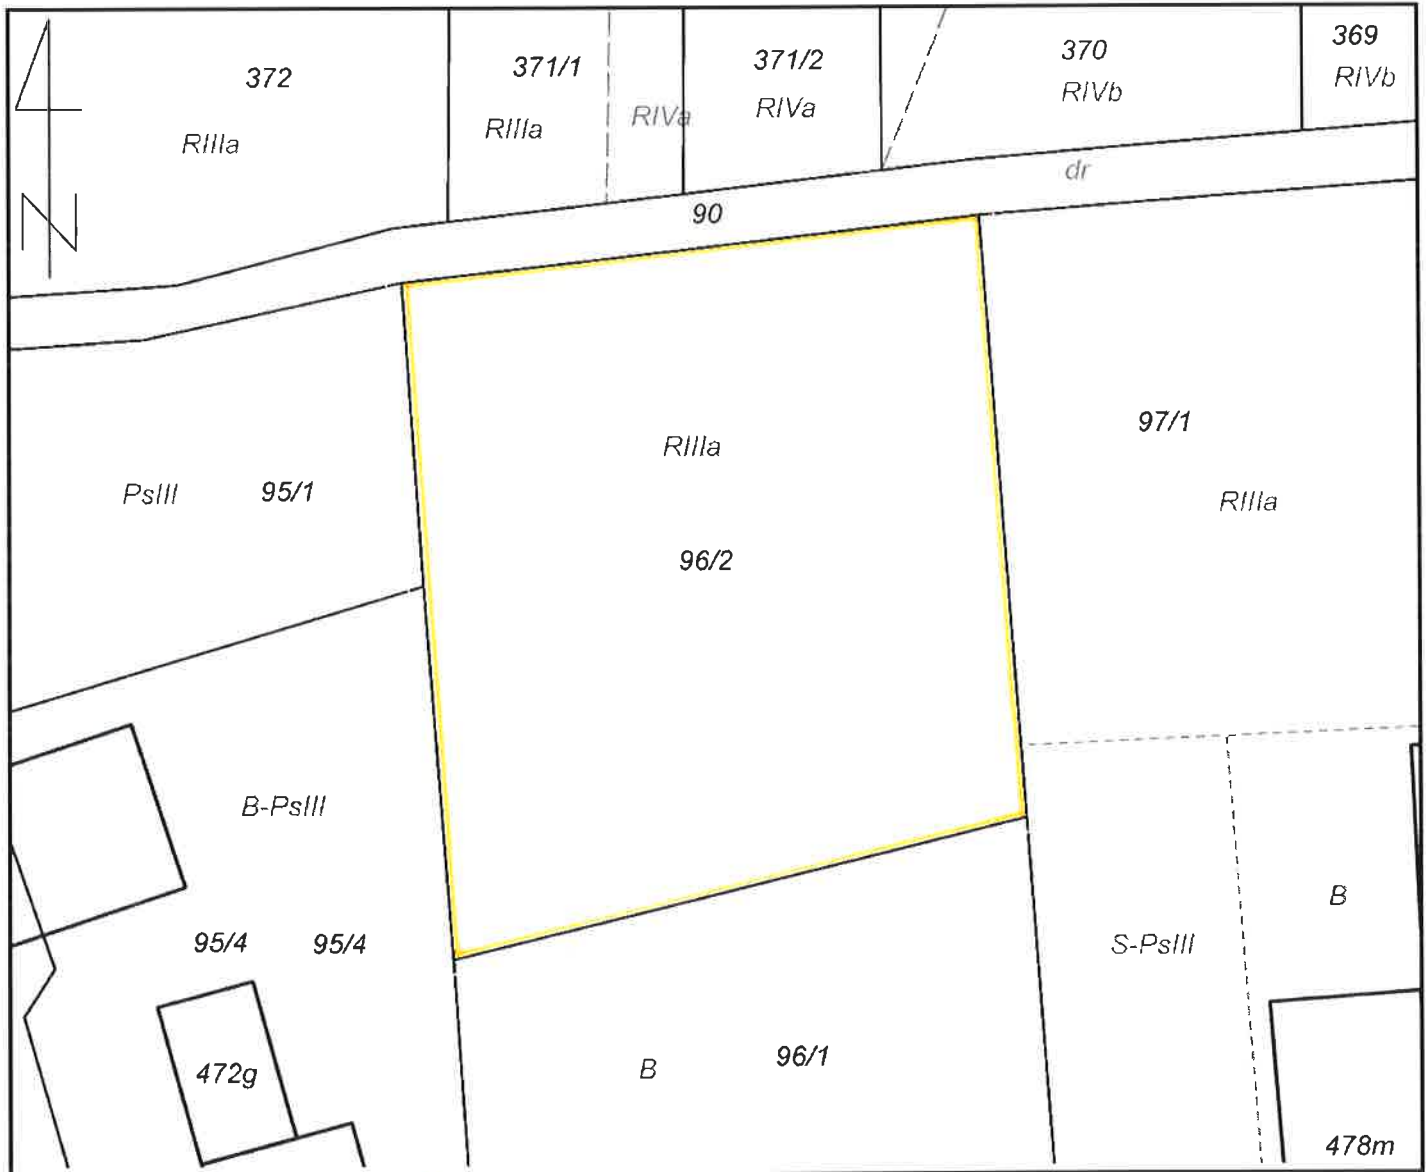 372
371/1
371/2
370
369
RIIIa
RIIIa
RIVa
RIVa
RIVb
RIVb
N
90
dr
RIIIa
97/1
PsIII
95/1
RIIIa
96/2
B-PsIII
95/4
95/4
S-PsIII
B
472g
B
96/1
478m